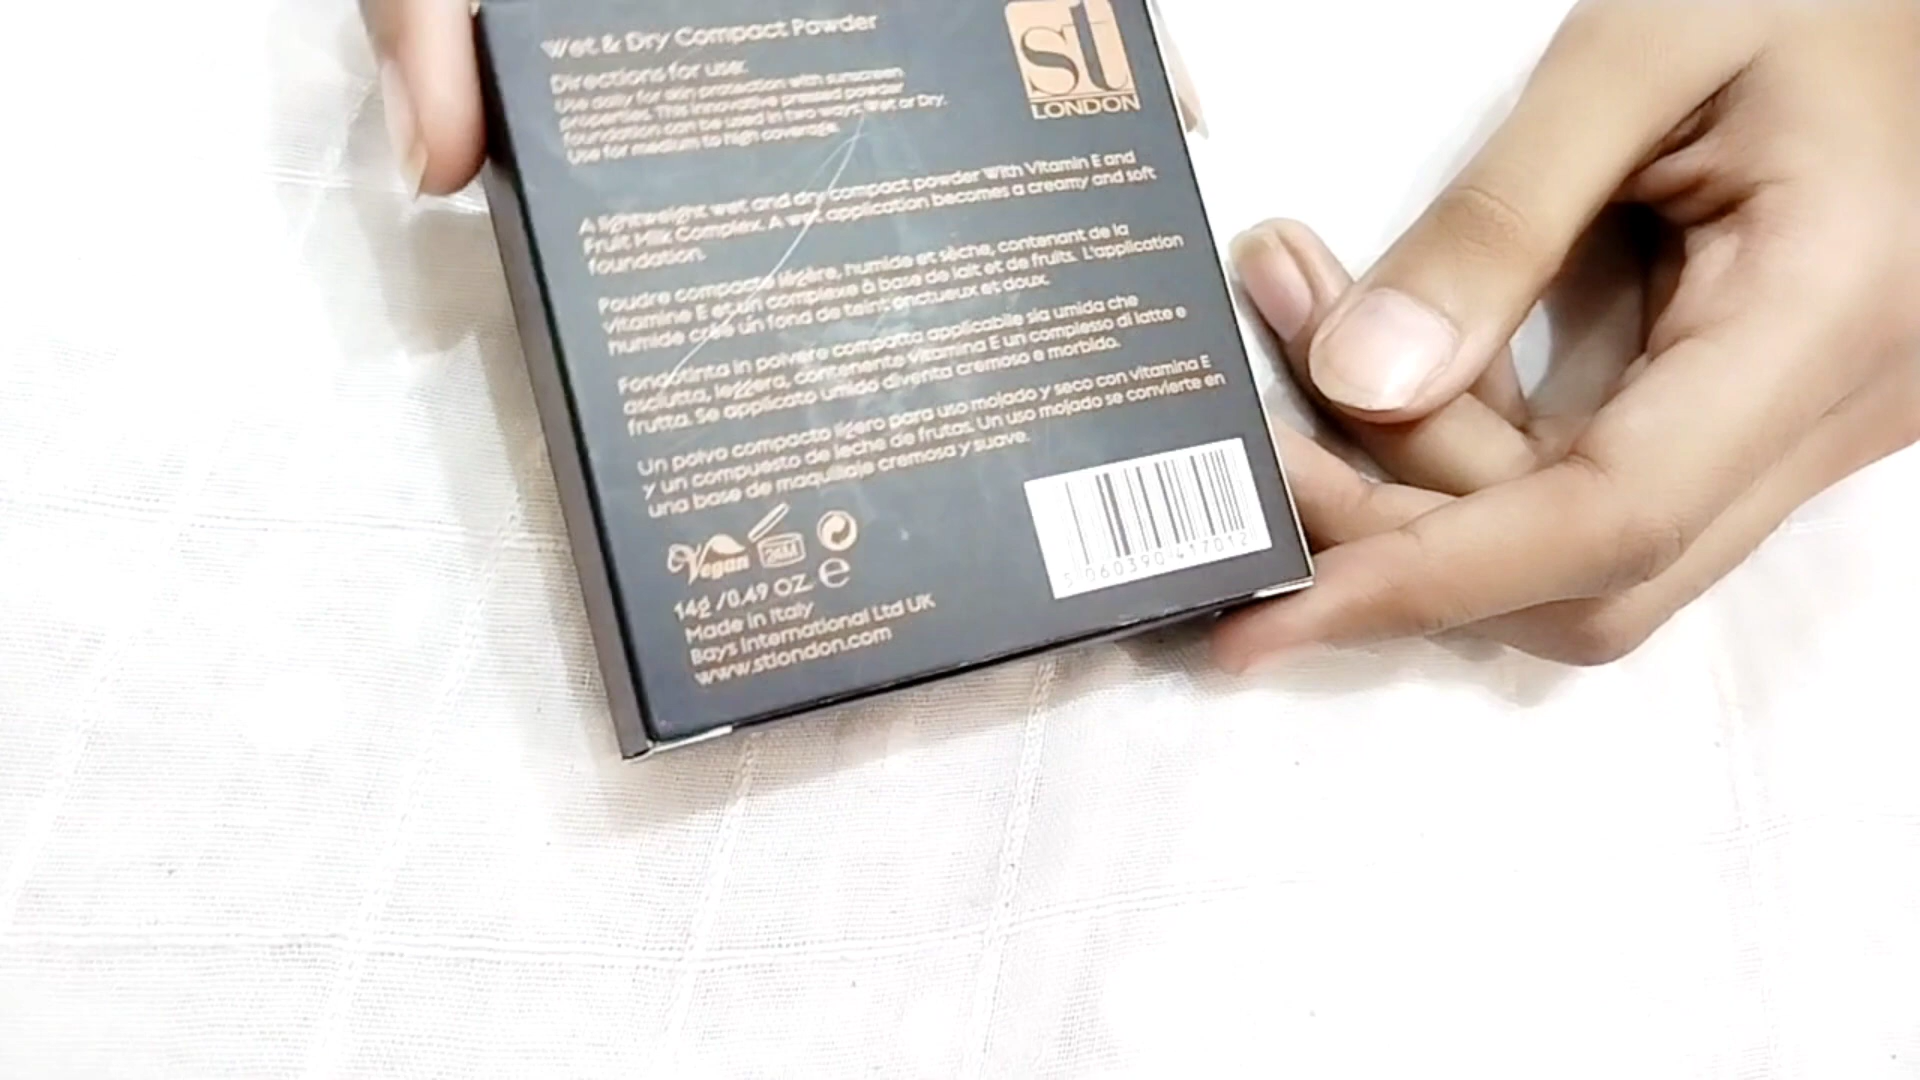 Wet & Dry Compact Powder
Directions for use:
Use daily for skin protection with sunscreen
properties. This innovative pressed powder
foundation can be used in two ways: Wet or Dry.
Use for medium to high coverage.
st
LONDON
A lightweight wet and dry compact powder With Vitamin E and
Fruit Milk Complex. A wet application becomes a creamy and soft
foundation.
Poudre compacte légère, humide et sèche, contenant de la
vitamine E et un complexe à base de lait et de fruits. L'application
humide crée un fond de teint onctueux et doux.
Fondotinta in polvere compatta applicabile sia umida che
asciutta, leggera, contenente vitamina E un complesso di latte e
frutta. Se applicato umido diventa cremoso e morbido.
Un polvo compacto ligero para uso mojado y seco con vitamina E
y un compuesto de leche de frutas. Un uso mojado se convierte en
una base de maquillaje cremosa y suave.
Vegan
24M
14g /0.49 OZ. e
Made in Italy
Bays International Ltd UK
www.stlondon.com
5 060390 417012